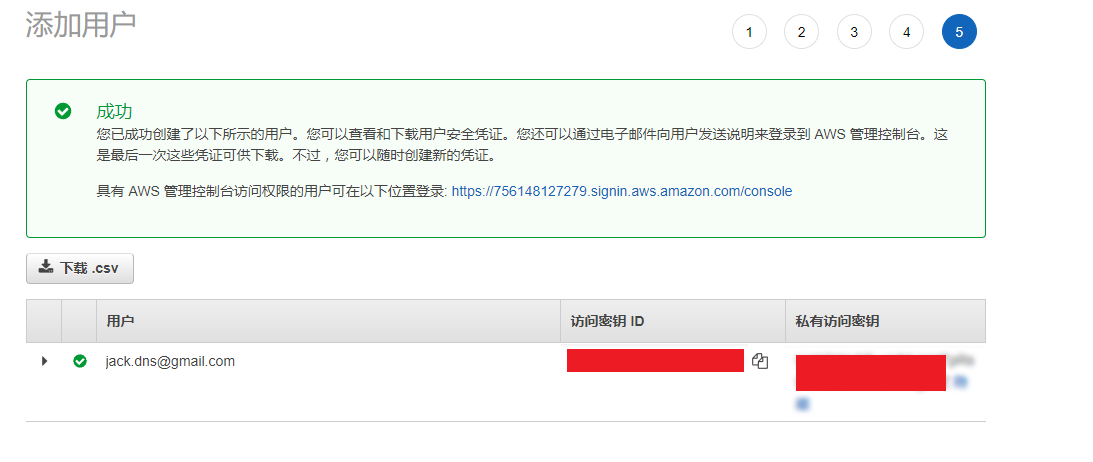 添加用户
1 2 3 4 5
成功
您已成功创建了以下所示的用户。您可以查看和下载用户安全凭证。您还可以通过电子邮件向用户发送说明来登录到 AWS 管理控制台。这
是最后一次这些凭证可供下载。不过，您可以随时创建新的凭证。
具有 AWS 管理控制台访问权限的用户可在以下位置登录: https://756148127279.signin.aws.amazon.com/console
下载 .csv
用户 访问密钥 ID 私有访问密钥
jack.dns@gmail.com